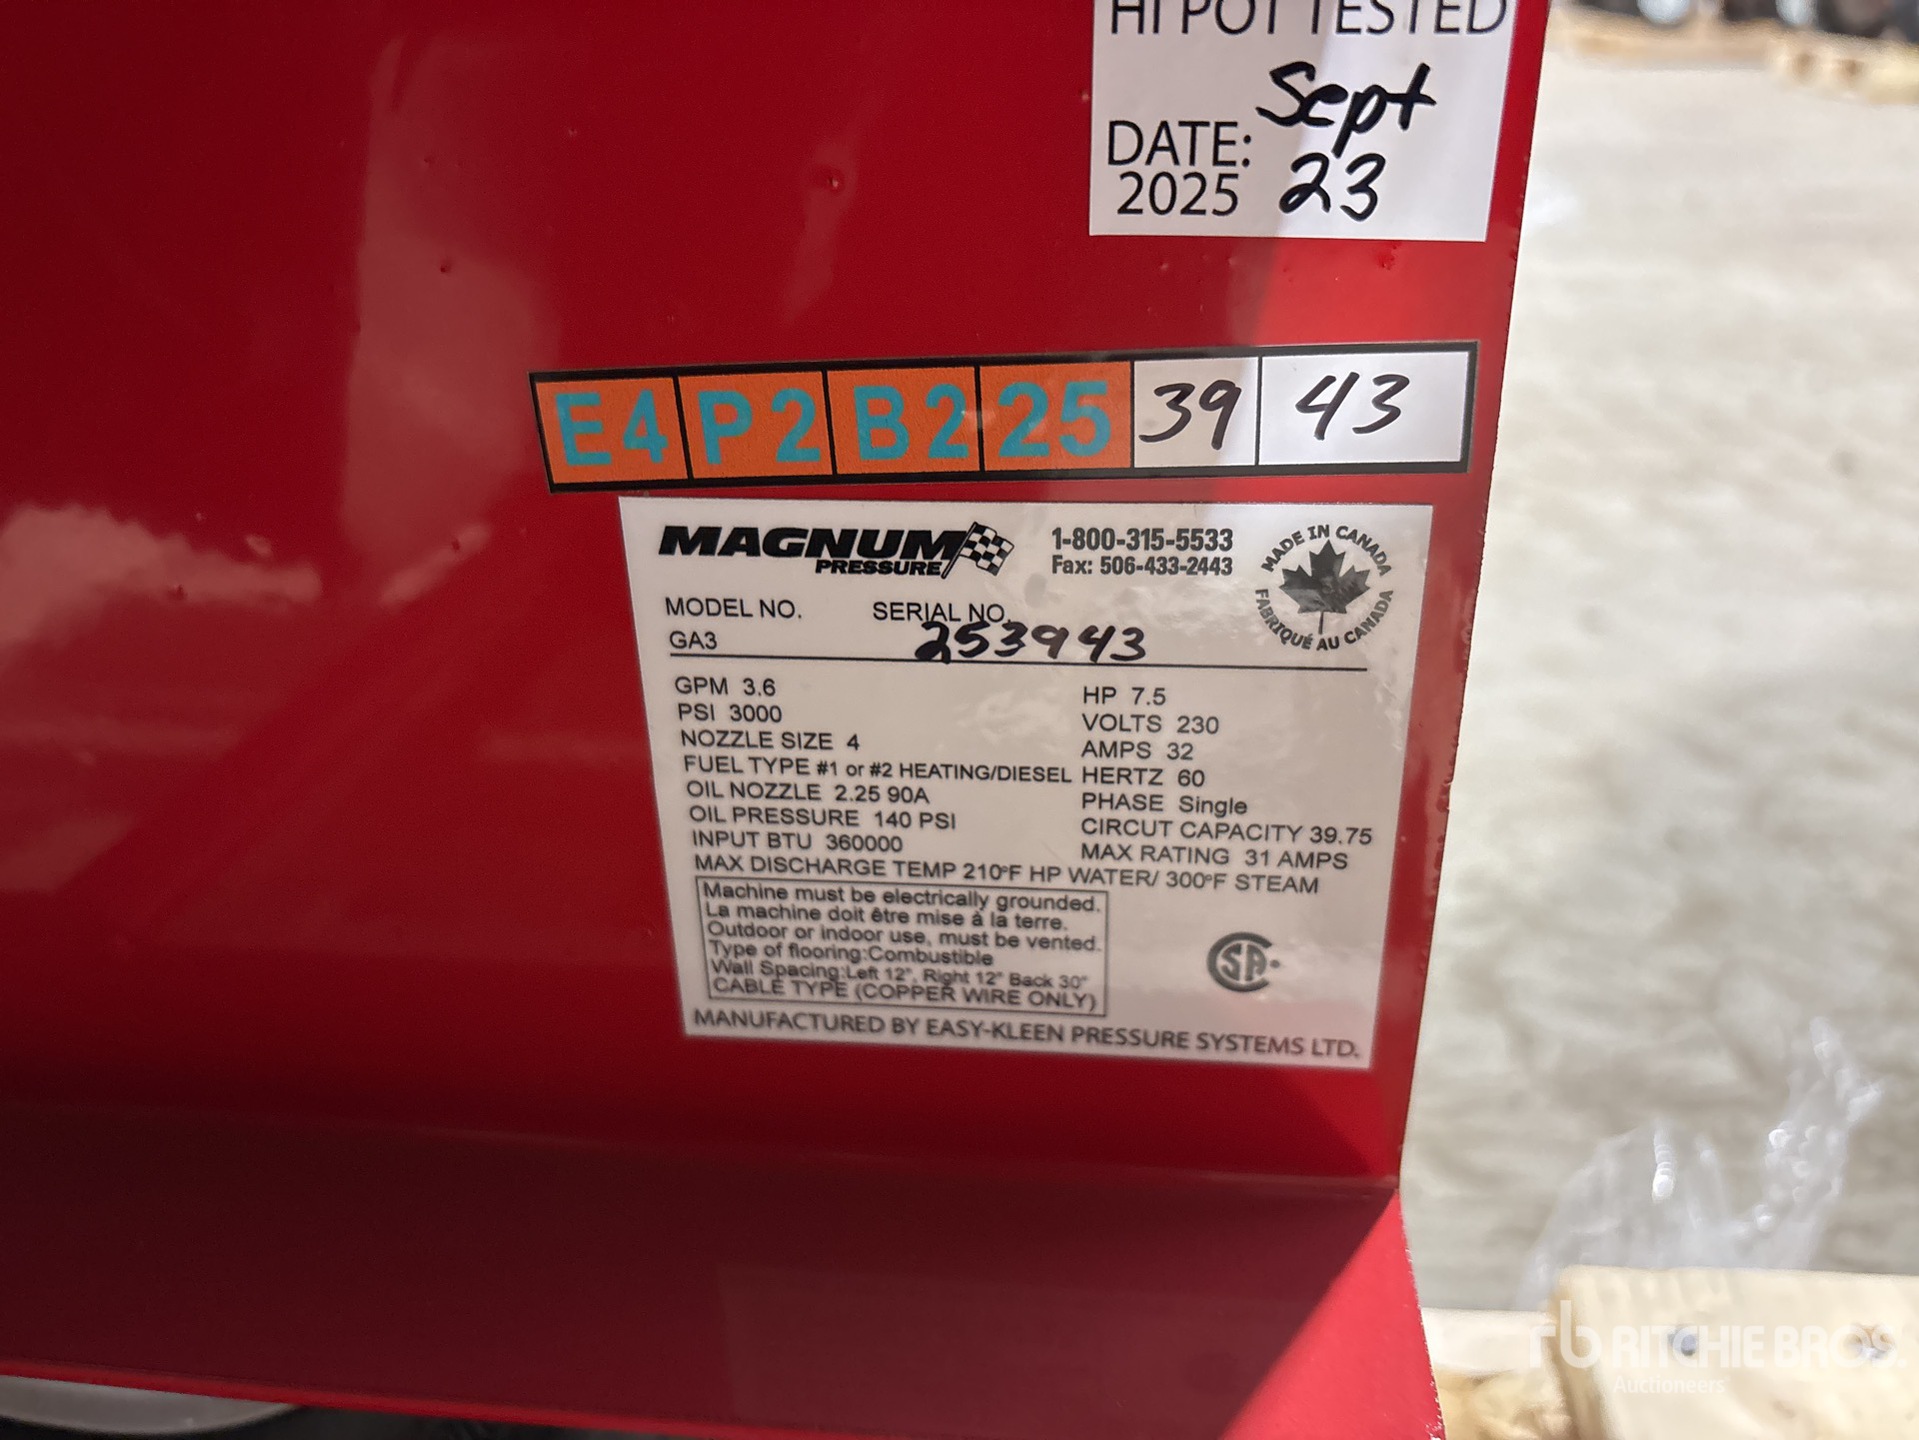 HI POT TESTED
Sept
DATE:
2025 23
E4 P2 B2 25 39 43
MAGNUM
PRESSURE
1-800-315-5533
Fax: 506-433-2443
MADE IN CANADA
FABRIQUÉ AU CANADA
MODEL NO. SERIAL NO.
GA3 253943
GPM 3.6
PSI 3000
NOZZLE SIZE 4
FUEL TYPE #1 or #2 HEATING/DIESEL
OIL NOZZLE 2.25 90A
OIL PRESSURE 140 PSI
INPUT BTU 360000
HP 7.5
VOLTS 230
AMPS 32
HERTZ 60
PHASE Single
CIRCUT CAPACITY 39.75
MAX RATING 31 AMPS
MAX DISCHARGE TEMP 210°F HP WATER/ 300°F STEAM
Machine must be electrically grounded.
La machine doit être mise à la terre.
Outdoor or indoor use, must be vented.
Type of flooring:Combustible
Wall Spacing:Left 12", Right 12" Back 30"
CABLE TYPE (COPPER WIRE ONLY)
CSA
MANUFACTURED BY EASY-KLEEN PRESSURE SYSTEMS LTD.
rb RITCHIE BROS.
Auctioneers